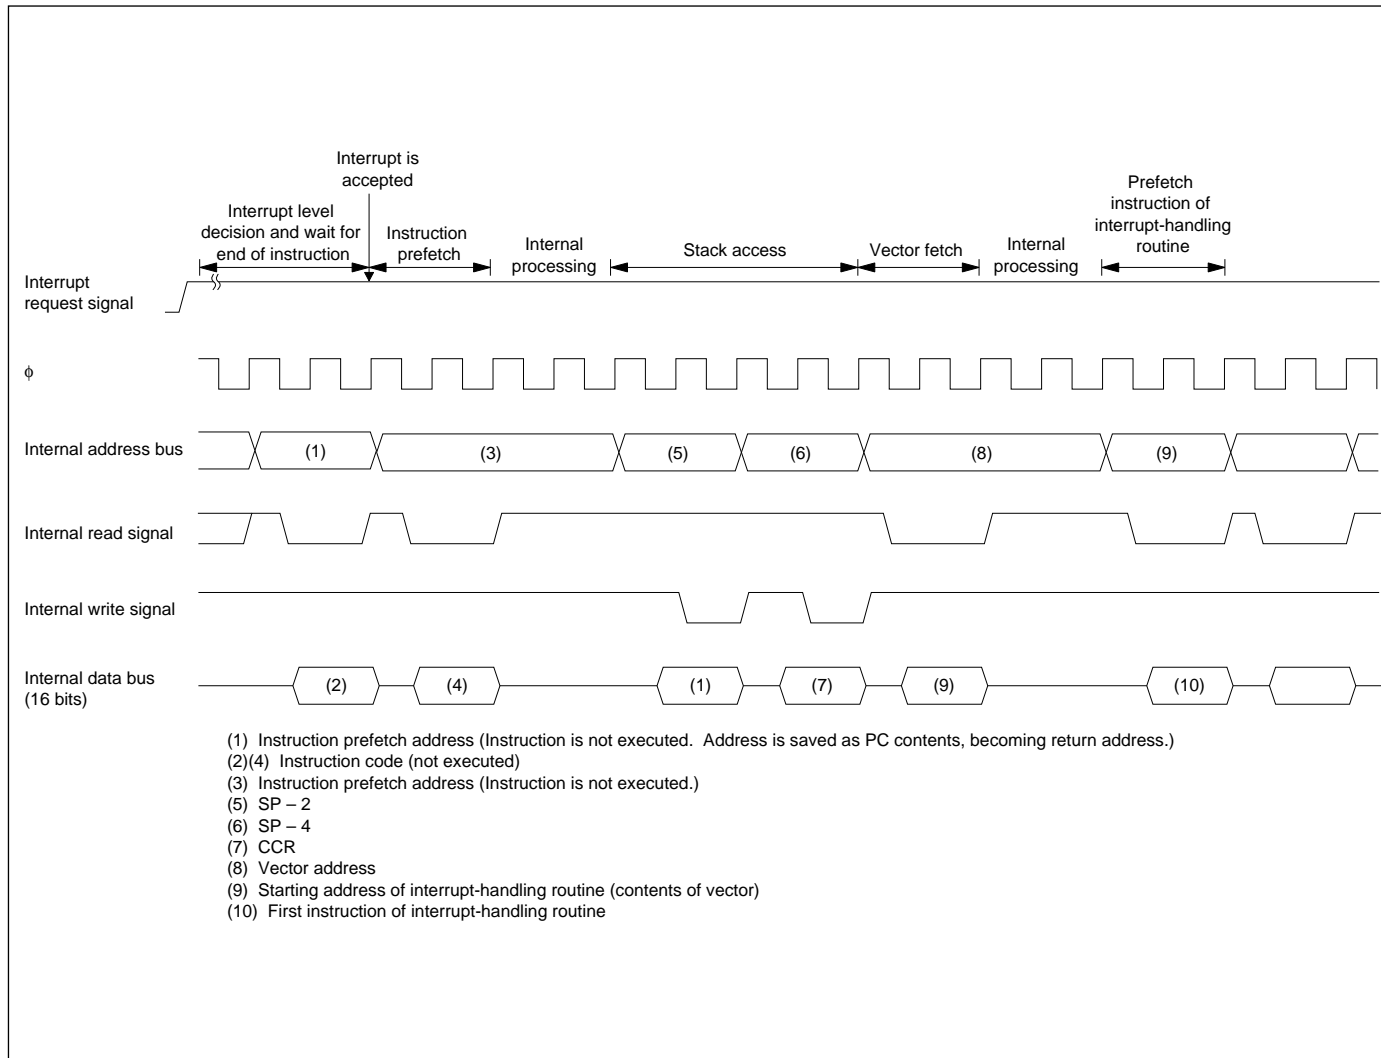 Interrupt is
accepted
Interrupt level
decision and wait for
end of instruction
Instruction
prefetch
Internal
processing
Stack access
Vector fetch
Internal
processing
Prefetch
instruction of
interrupt-handling
routine
Interrupt
request signal
ϕ
Internal address bus
(1)
(3)
(5)
(6)
(8)
(9)
Internal read signal
Internal write signal
Internal data bus
(16 bits)
(2)
(4)
(1)
(7)
(9)
(10)
(1) Instruction prefetch address (Instruction is not executed. Address is saved as PC contents, becoming return address.)
(2)(4) Instruction code (not executed)
(3) Instruction prefetch address (Instruction is not executed.)
(5) SP – 2
(6) SP – 4
(7) CCR
(8) Vector address
(9) Starting address of interrupt-handling routine (contents of vector)
(10) First instruction of interrupt-handling routine